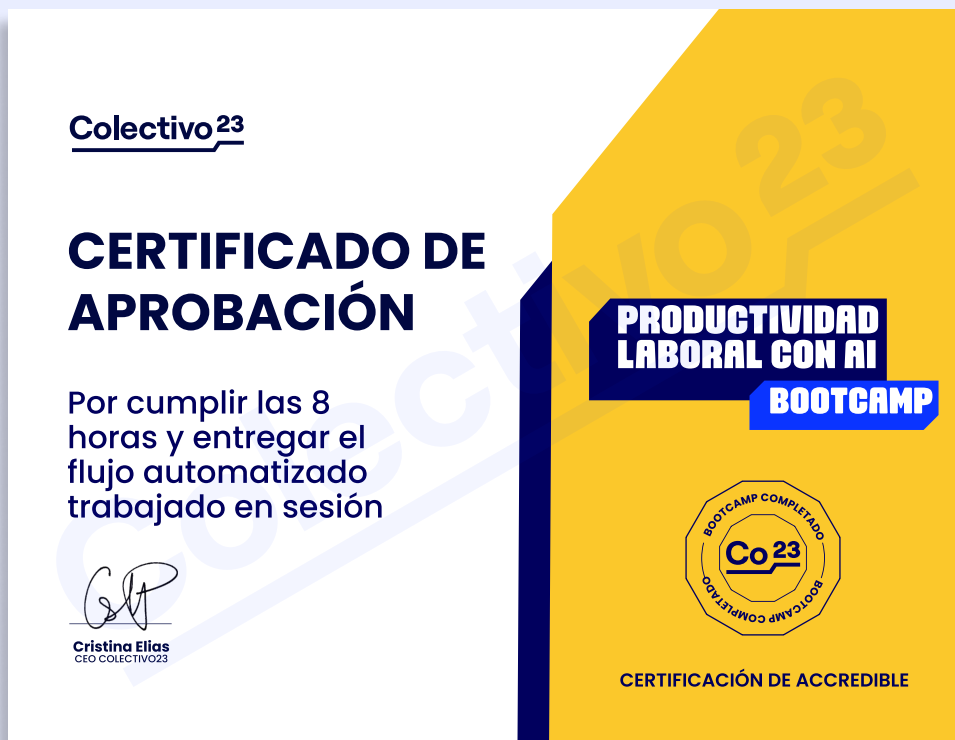 Colectivo23
CERTIFICADO DE
APROBACIÓN
Por cumplir las 8
horas y entregar el
flujo automatizado
trabajado en sesión
Cristina Elias
CEO COLECTIVO23
Colectivo23
PRODUCTIVIDAD
LABORAL CON AI
BOOTCAMP
BOOTCAMP COMPLETADO
Co23
BOOTCAMP COMPLETADO
CERTIFICACIÓN DE ACCREDIBLE